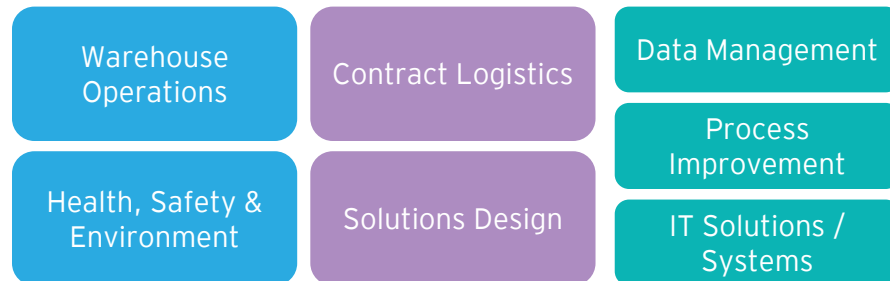 Warehouse
Operations
Health, Safety &
Environment
Contract Logistics
Solutions Design
Data Management
Process
Improvement
IT Solutions /
Systems